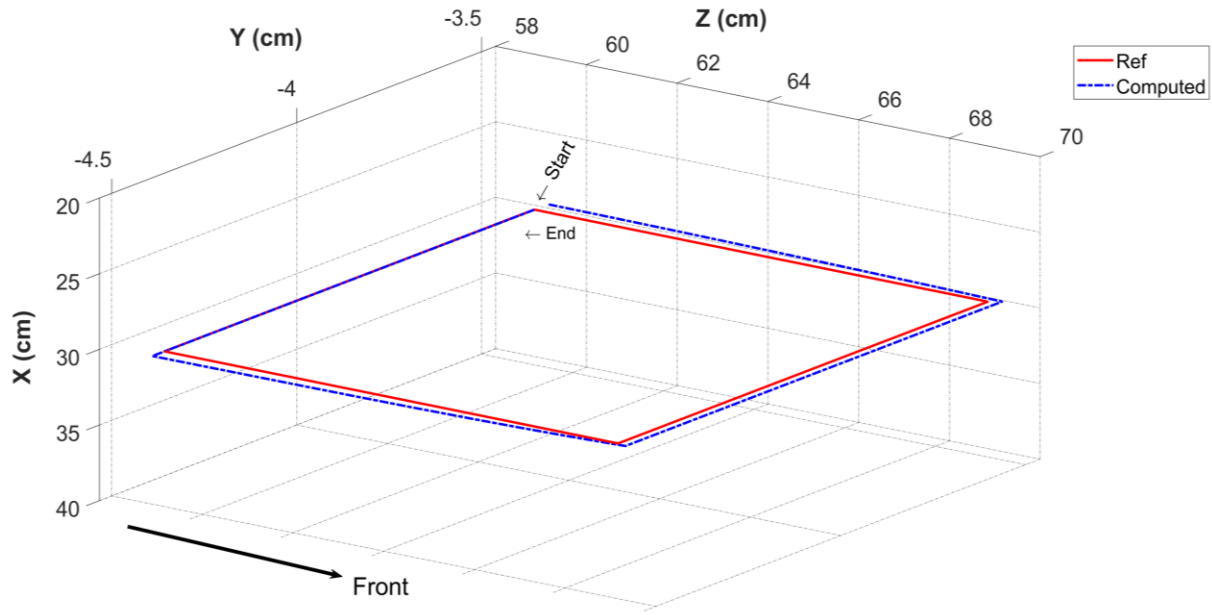 -3.5
58
Z (cm)
Y (cm)
60
-4
62
64
66
68
70
-4.5
Ref
Computed
Start
← End
20
25
30
35
40
X (cm)
Front